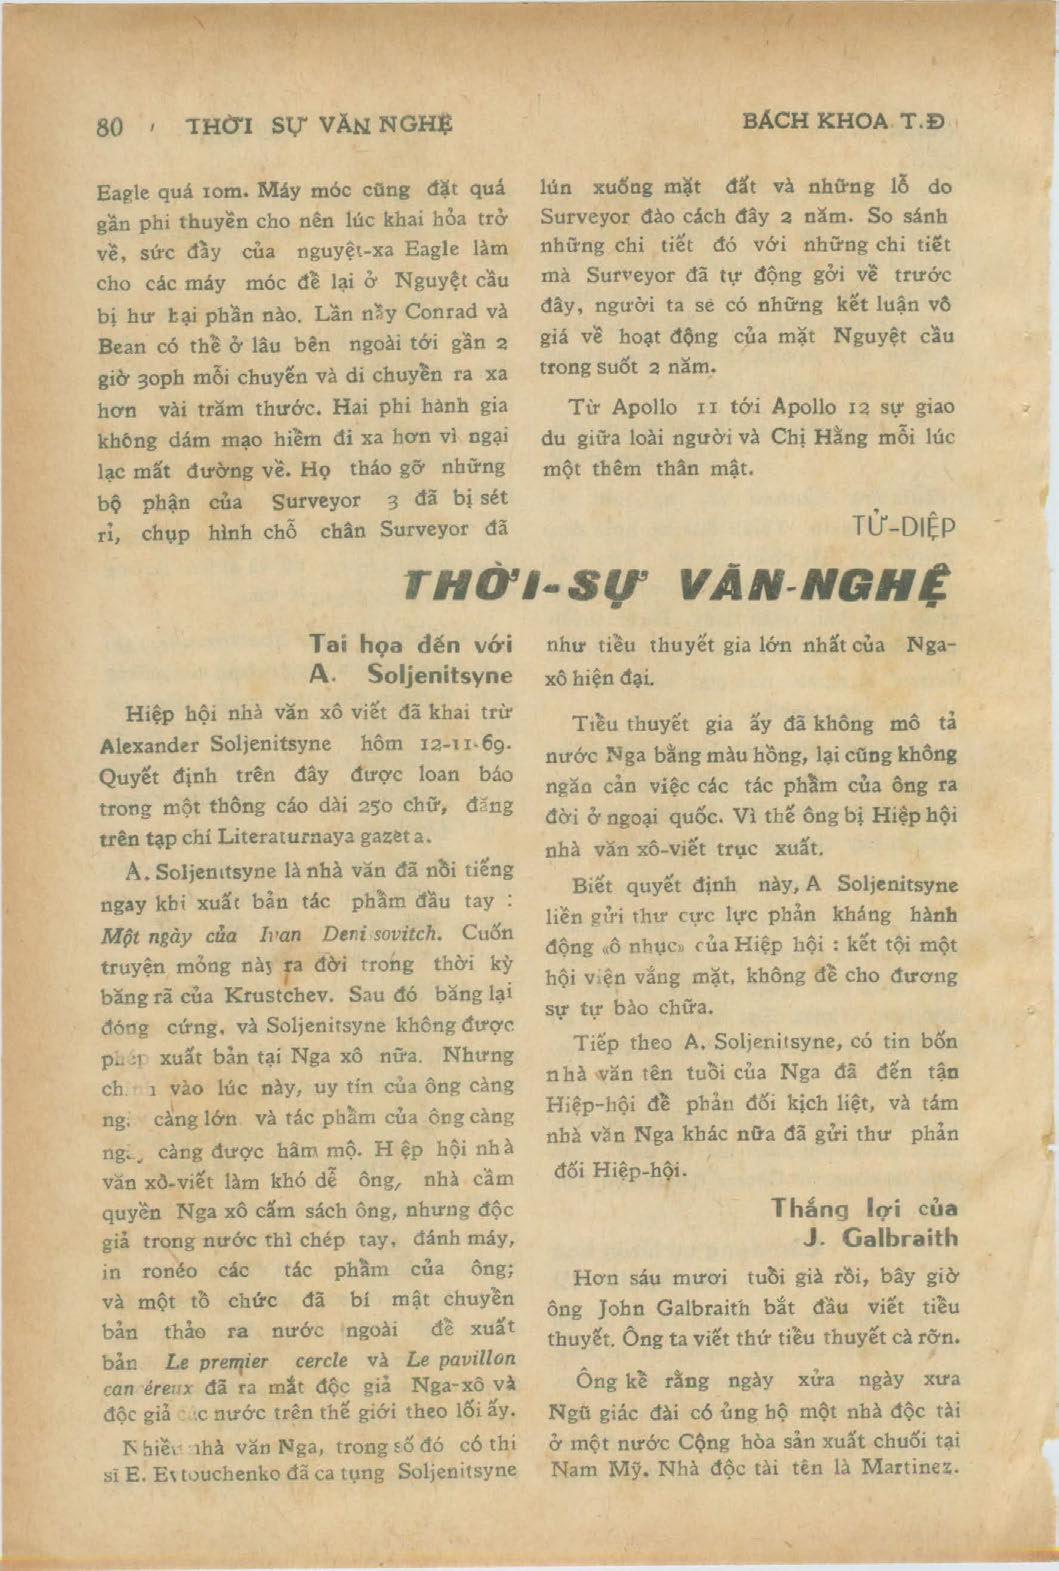 80 THỜI SỰ VĂN NGHỆ
BÁCH KHOA T.Đ
Eagle quá 10m. Máy móc cũng đặt quá
gần phi thuyền cho nên lúc khai hỏa trở
về, sức đẩy của nguyệt-xa Eagle làm
cho các máy móc để lại ở Nguyệt cầu
bị hư hại phần nào. Lần nầy Conrad và
Bean có thể ở lâu bên ngoài tới gần 2
giờ 30ph mỗi chuyến và di chuyển ra xa
hơn vài trăm thước. Hai phi hành gia
không dám mạo hiểm đi xa hơn vì ngại
lạc mất đường về. Họ tháo gỡ những
bộ phận của Surveyor 3 đã bị sét
rỉ, chụp hình chỗ chân Surveyor đã
lún xuống mặt đất và những lỗ do
Surveyor đào cách đây 2 năm. So sánh
những chi tiết đó với những chi tiết
mà Surveyor đã tự động gởi về trước
đây, người ta sẽ có những kết luận vô
giá về hoạt động của mặt Nguyệt cầu
trong suốt 2 năm.
Từ Apollo 11 tới Apollo 12 sự giao
du giữa loài người và Chị Hằng mỗi lúc
một thêm thân mật.
TỬ-DIỆP
THỜI-SỰ VĂN-NGHỆ
Tai họa đến với
A. Soljenitsyne
Hiệp hội nhà văn xô viết đã khai trừ
Alexander Soljenitsyne hôm 12-11-69.
Quyết định trên đây được loan báo
trong một thông cáo dài 250 chữ, đăng
trên tạp chí Literaturnaya gazeta.
A. Soljenitsyne là nhà văn đã nổi tiếng
ngay khi xuất bản tác phẩm đầu tay :
Một ngày của Ivan Denisovitch. Cuốn
truyện mỏng này ra đời trong thời kỳ
băng rã của Krustchev. Sau đó băng lại
đóng cứng, và Soljenitsyne không được
phép xuất bản tại Nga xô nữa. Nhưng
chính vào lúc này, uy tín của ông càng
ngày càng lớn và tác phẩm của ông càng
ngày càng được hâm mộ. Hiệp hội nhà
văn xô-viết làm khó dễ ông, nhà cầm
quyền Nga xô cấm sách ông, nhưng độc
giả trong nước thì chép tay, đánh máy,
in ronéo các tác phẩm của ông;
và một tổ chức đã bí mật chuyển
bản thảo ra nước ngoài để xuất
bản Le premier cercle và Le pavillon
cancéreux đã ra mắt độc giả Nga-xô và
độc giả các nước trên thế giới theo lối ấy.
Nhiều nhà văn Nga, trong số đó có thi
sĩ E. Evtouchenko đã ca tụng Soljenitsyne
như tiểu thuyết gia lớn nhất của Nga-
xô hiện đại.
Tiểu thuyết gia ấy đã không mô tả
nước Nga bằng màu hồng, lại cũng không
ngăn cản việc các tác phẩm của ông ra
đời ở ngoại quốc. Vì thế ông bị Hiệp hội
nhà văn xô-viết trục xuất.
Biết quyết định này, A Soljenitsyne
liền gửi thư cực lực phản kháng hành
động «ô nhục» của Hiệp hội : kết tội một
hội viện vắng mặt, không để cho đương
sự tự bào chữa.
Tiếp theo A. Soljenitsyne, có tin bốn
nhà văn tên tuổi của Nga đã đến tận
Hiệp-hội để phản đối kịch liệt, và tám
nhà văn Nga khác nữa đã gửi thư phản
đối Hiệp-hội.
Thắng lợi của
J. Galbraith
Hơn sáu mươi tuổi già rồi, bây giờ
ông John Galbraith bắt đầu viết tiểu
thuyết. Ông ta viết thứ tiểu thuyết cà rỡn.
Ông kể rằng ngày xửa ngày xưa
Ngũ giác đài có ủng hộ một nhà độc tài
ở một nước Cộng hòa sản xuất chuối tại
Nam Mỹ. Nhà độc tài tên là Martinez.